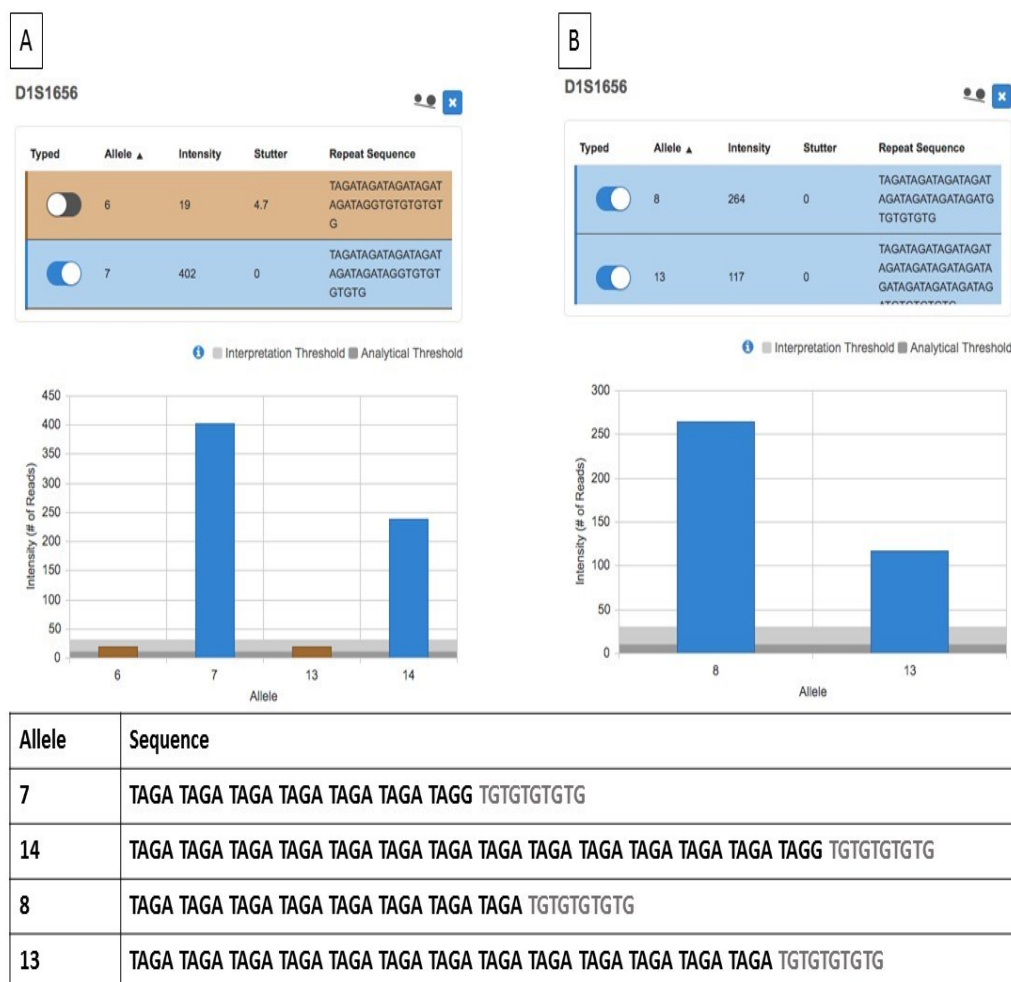 A
D1S1656
Typed Allele ▲ Intensity Stutter Repeat Sequence
6 19 4.7 TAGATAGATAGATAGAT
AGATAGGTGTGTGTGT
G
7 402 0 TAGATAGATAGATAGAT
AGATAGATAGGTGTGT
GTGTG
Interpretation Threshold Analytical Threshold
450
400
350
300
250
200
150
100
50
0
Intensity (# of Reads)
6 7 13 14
Allele
B
D1S1656
Typed Allele ▲ Intensity Stutter Repeat Sequence
8 264 0 TAGATAGATAGATAGAT
AGATAGATAGATAGATG
TGTGTGTG
13 117 0 TAGATAGATAGATAGAT
AGATAGATAGATAGATA
GATAGATAGATAGATAG
ATGTGTGTGTG
Interpretation Threshold Analytical Threshold
300
250
200
150
100
50
0
Intensity (# of Reads)
8 13
Allele
Allele Sequence
7 TAGA TAGA TAGA TAGA TAGA TAGA TAGG TGTGTGTGTG
14 TAGA TAGA TAGA TAGA TAGA TAGA TAGA TAGA TAGA TAGA TAGA TAGA TAGA TAGG TGTGTGTGTG
8 TAGA TAGA TAGA TAGA TAGA TAGA TAGA TAGA TGTGTGTGTG
13 TAGA TAGA TAGA TAGA TAGA TAGA TAGA TAGA TAGA TAGA TAGA TAGA TAGA TGTGTGTGTG